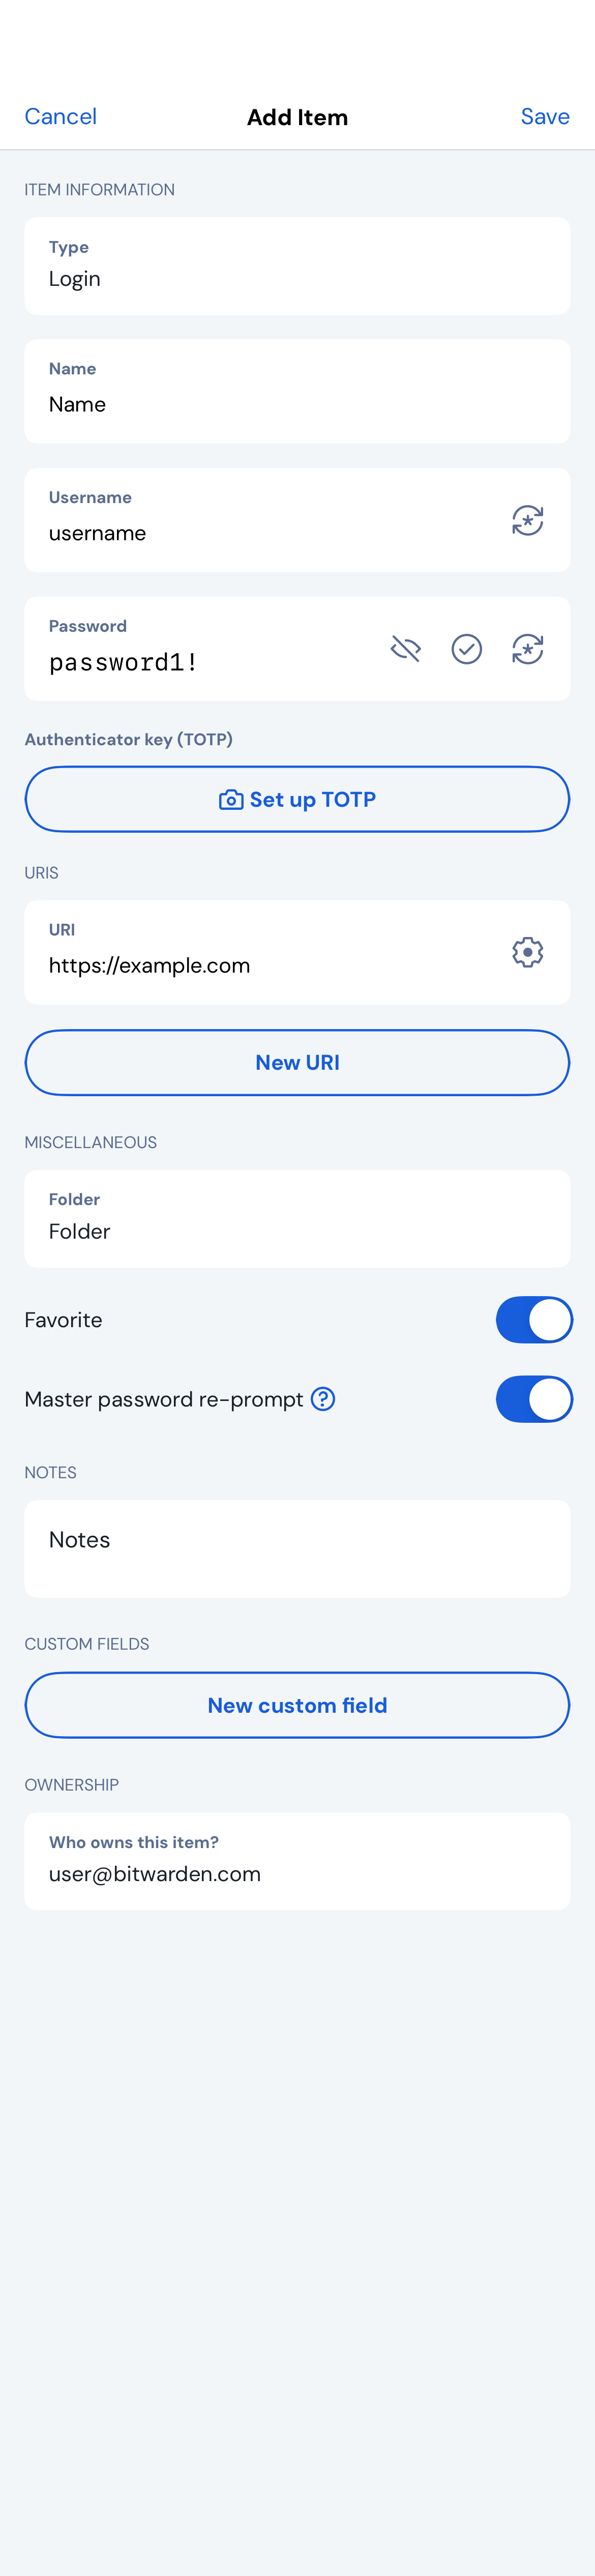 Cancel
Add Item
Save
ITEM INFORMATION
Type
Login
Name
Name
Username
username
Password
password1!
Authenticator key (TOTP)
Set up TOTP
URIS
URI
https://example.com
New URI
MISCELLANEOUS
Folder
Folder
Favorite
Master password re-prompt
NOTES
Notes
CUSTOM FIELDS
New custom field
OWNERSHIP
Who owns this item?
user@bitwarden.com